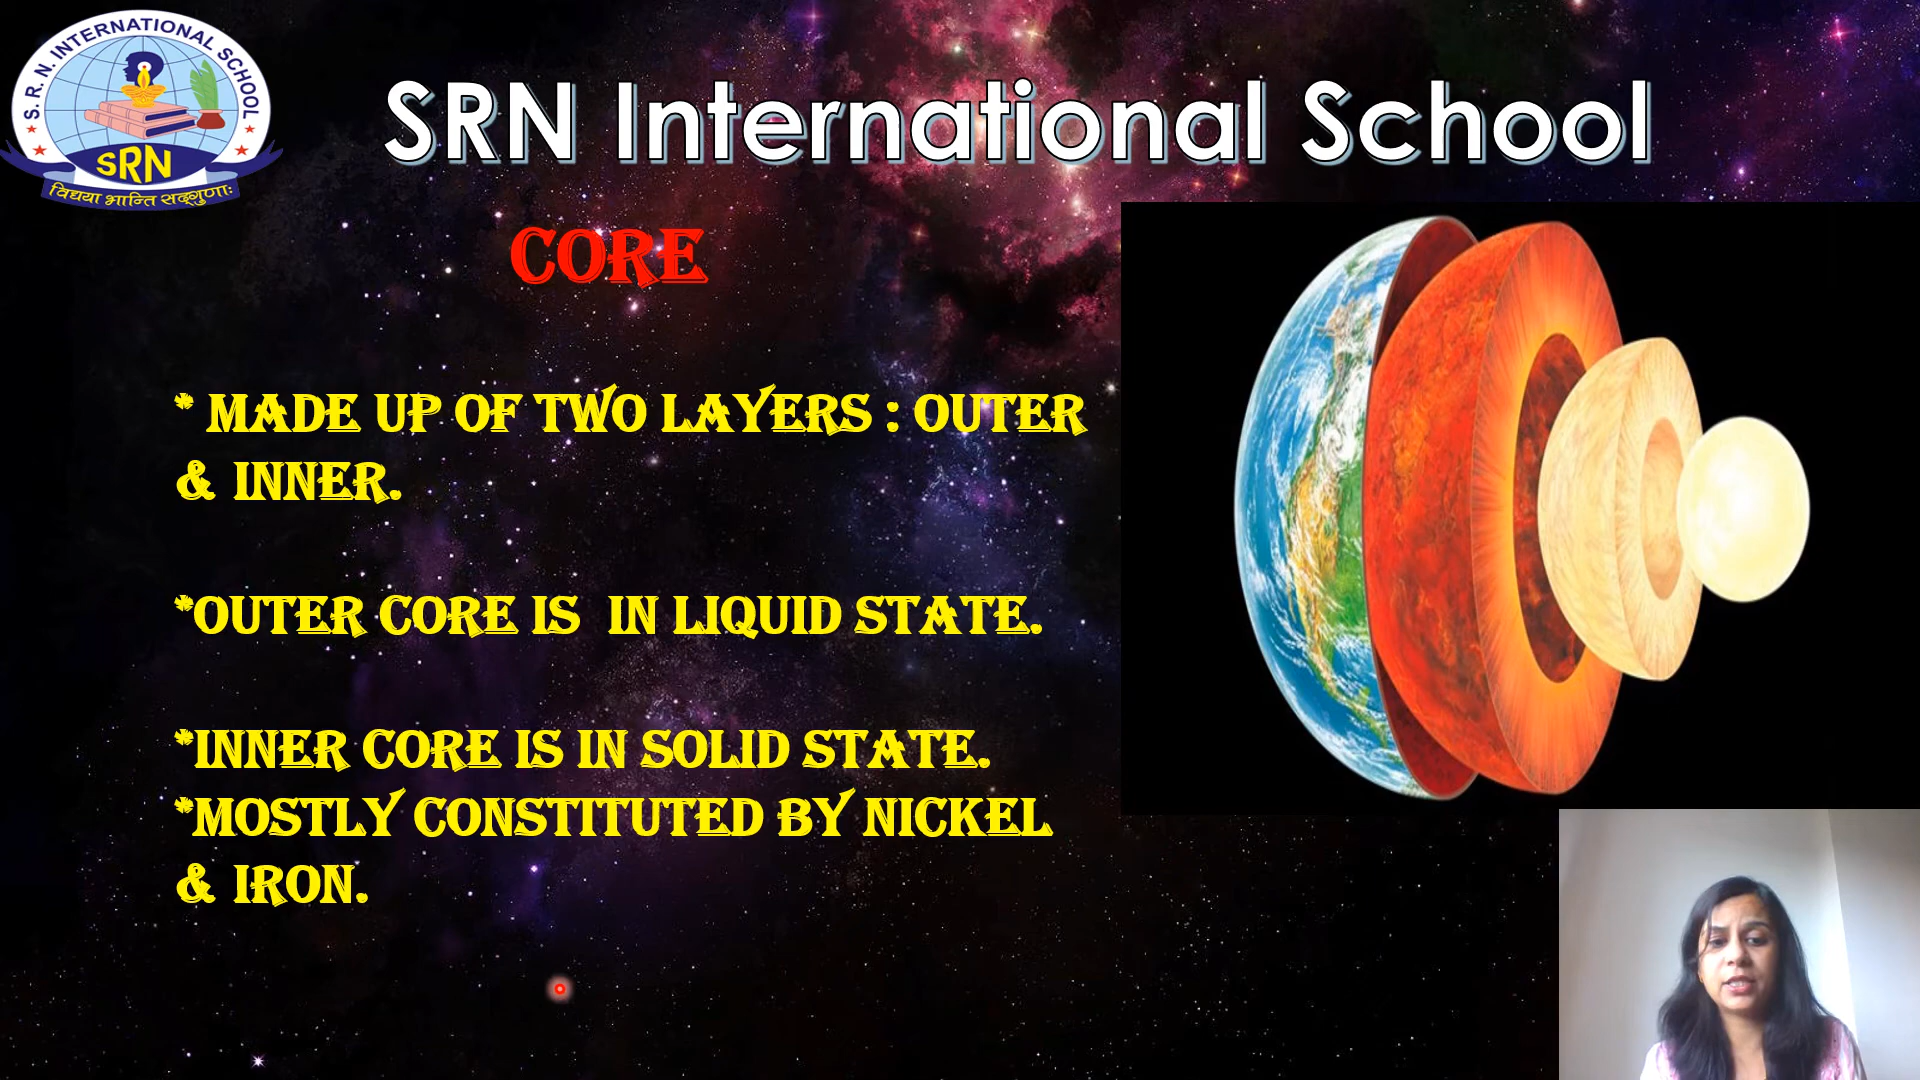 S. R. N. INTERNATIONAL SCHOOL
SRN
विद्यया भान्ति सद्गुणाः
SRN International School
CORE
* MADE UP OF TWO LAYERS : OUTER
& INNER.
*OUTER CORE IS IN LIQUID STATE.
*INNER CORE IS IN SOLID STATE.
*MOSTLY CONSTITUTED BY NICKEL
& IRON.